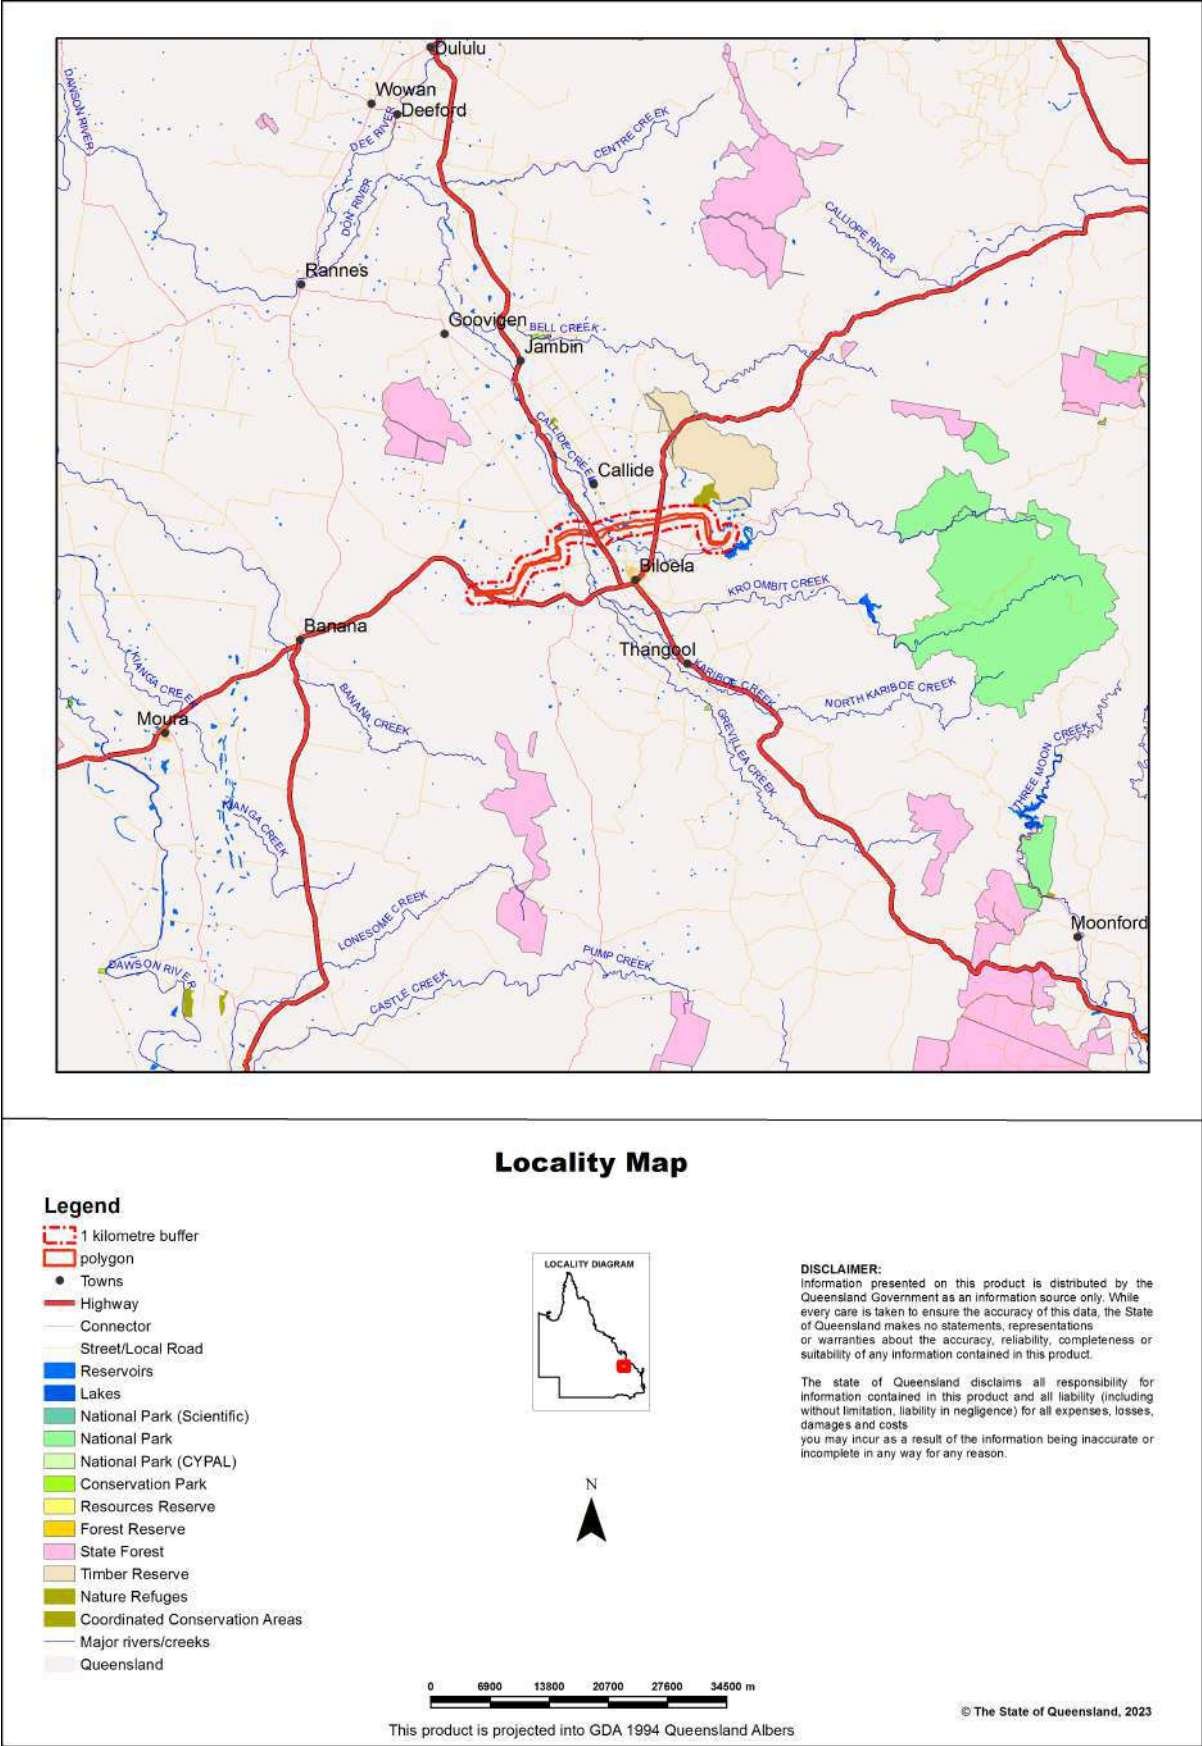 Dululu
Wowan
Deeford
DAWSON RIVER
DEE RIVER
CENTRE CREEK
DON RIVER
CALLIOPE RIVER
Rannes
Goovigen
BELL CREEK
Jambin
CALLIDE CREE
Callide
Biloela
KROOMBIT CREEK
Banana
Thangool
KIANGA CREEK
KARIBOE CREEK
BANANA CREEK
NORTH KARIBOE CREEK
Moura
GREVILLEA CREEK
THREE MOON CREEK
KIANGA CREEK
LONESOME CREEK
Moonford
PUMP CREEK
DAWSON RIVER
CASTLE CREEK
Locality Map
Legend
1 kilometre buffer
polygon
Towns
Highway
Connector
Street/Local Road
Reservoirs
Lakes
National Park (Scientific)
National Park
National Park (CYPAL)
Conservation Park
Resources Reserve
Forest Reserve
State Forest
Timber Reserve
Nature Refuges
Coordinated Conservation Areas
Major rivers/creeks
Queensland
LOCALITY DIAGRAM
N
DISCLAIMER:
Information presented on this product is distributed by the
Queensland Government as an information source only. While
every care is taken to ensure the accuracy of this data, the State
of Queensland makes no statements, representations
or warranties about the accuracy, reliability, completeness or
suitability of any information contained in this product.
The state of Queensland disclaims all responsibility for
information contained in this product and all liability (including
without limitation, liability in negligence) for all expenses, losses,
damages and costs
you may incur as a result of the information being inaccurate or
incomplete in any way for any reason.
0 6900 13800 20700 27600 34500 m
This product is projected into GDA 1994 Queensland Albers
© The State of Queensland, 2023